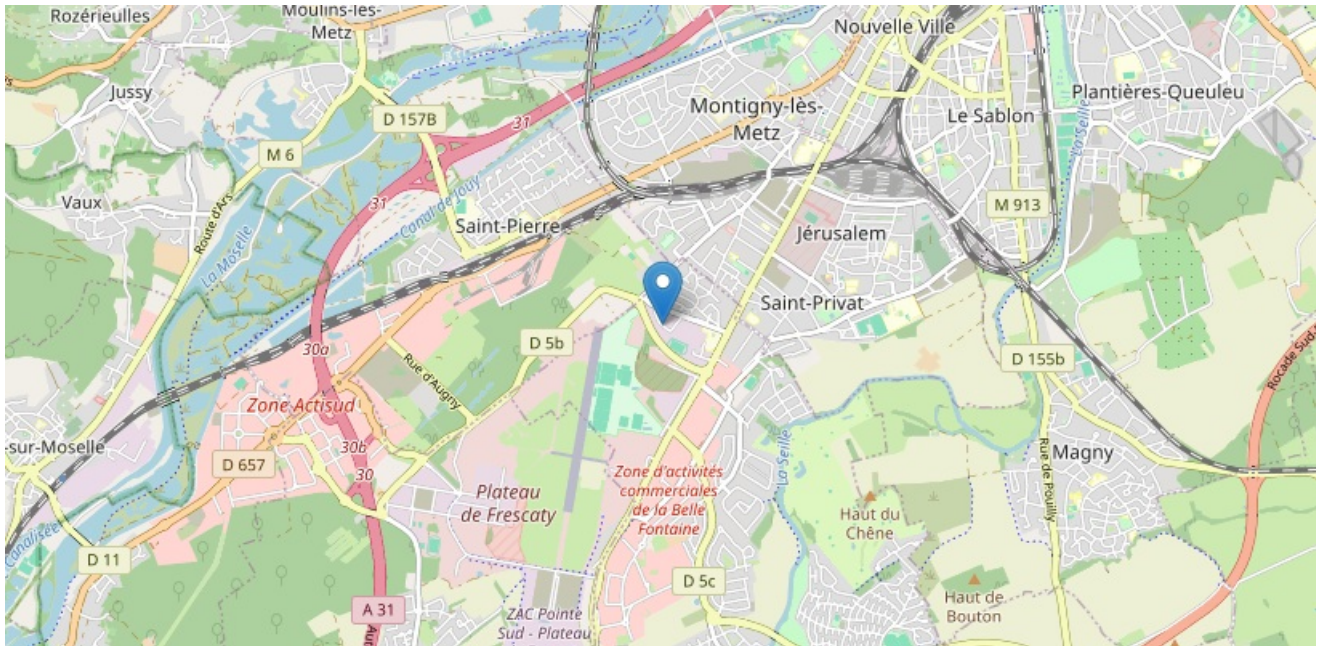 Rozérieulles
Moulins-lès-
Metz
Nouvelle Ville
Jussy
D 157B
31
Montigny-lès-
Metz
Le Sablon
Plantières-Queuleu
La Seille
M 6
Vaux
Route d'Ars
La Moselle
31
Canal de Jouy
Saint-Pierre
M 913
Jérusalem
Saint-Privat
D 5b
30a
Rue d'Augny
D 155b
Rocade Sud
Zone Actisud
30b
30
-sur-Moselle
D 657
Plateau
de Frescaty
Zone d'activités
commerciales
de la Belle
Fontaine
La Seille
Magny
Rue de Pouilly
Haut du
Chêne
Canalisée
D 11
D 5c
Haut de
Bouton
A 31
ZAC Pointe
Sud - Plateau